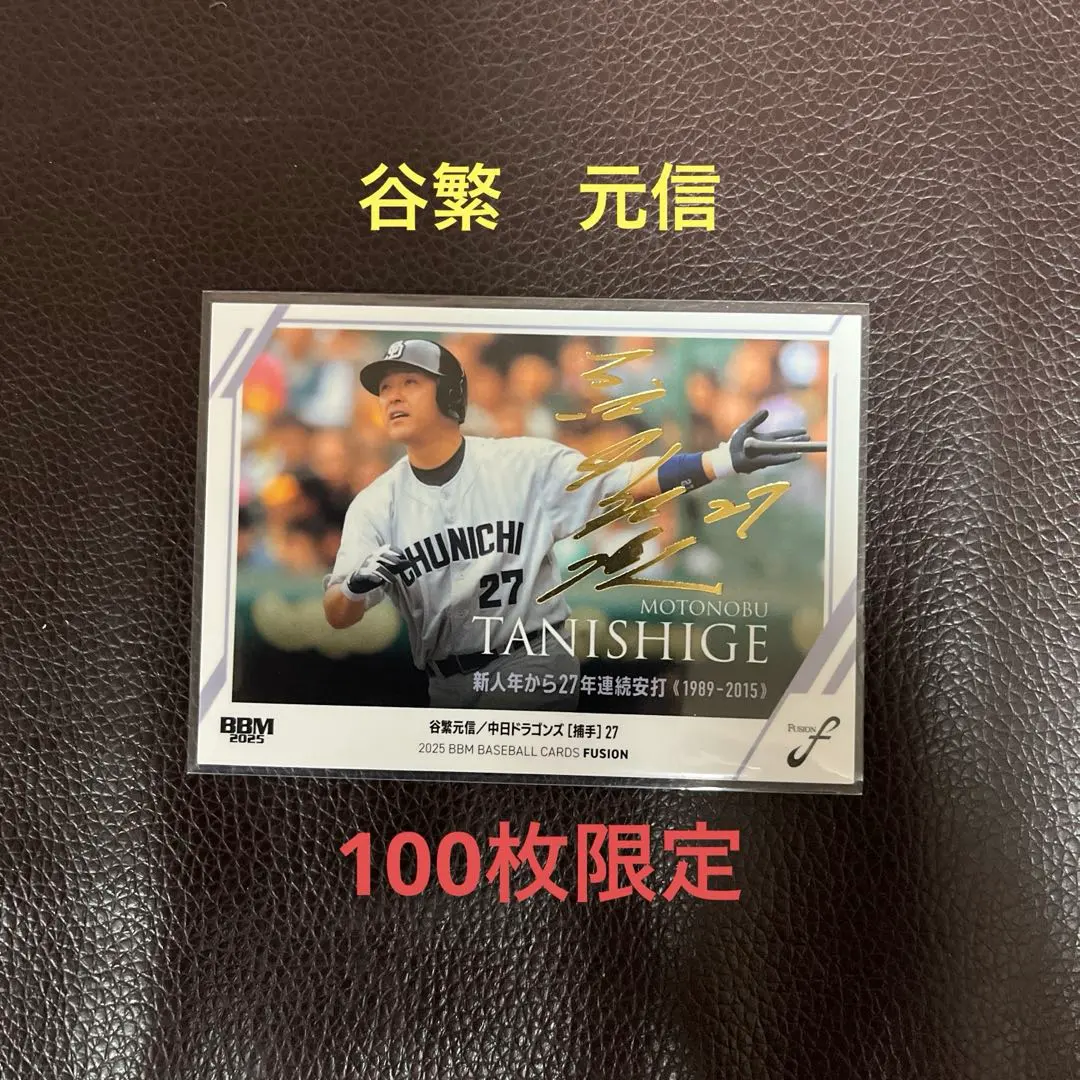 谷繁　元信
CHUNICHI
27
27
MOTONOBU
TANISHIGE
新人年から27年連続安打《1989-2015》
BBM
2025
谷繁元信／中日ドラゴンズ［捕手］27
2025 BBM BASEBALL CARDS FUSION
FUSION
f
100枚限定